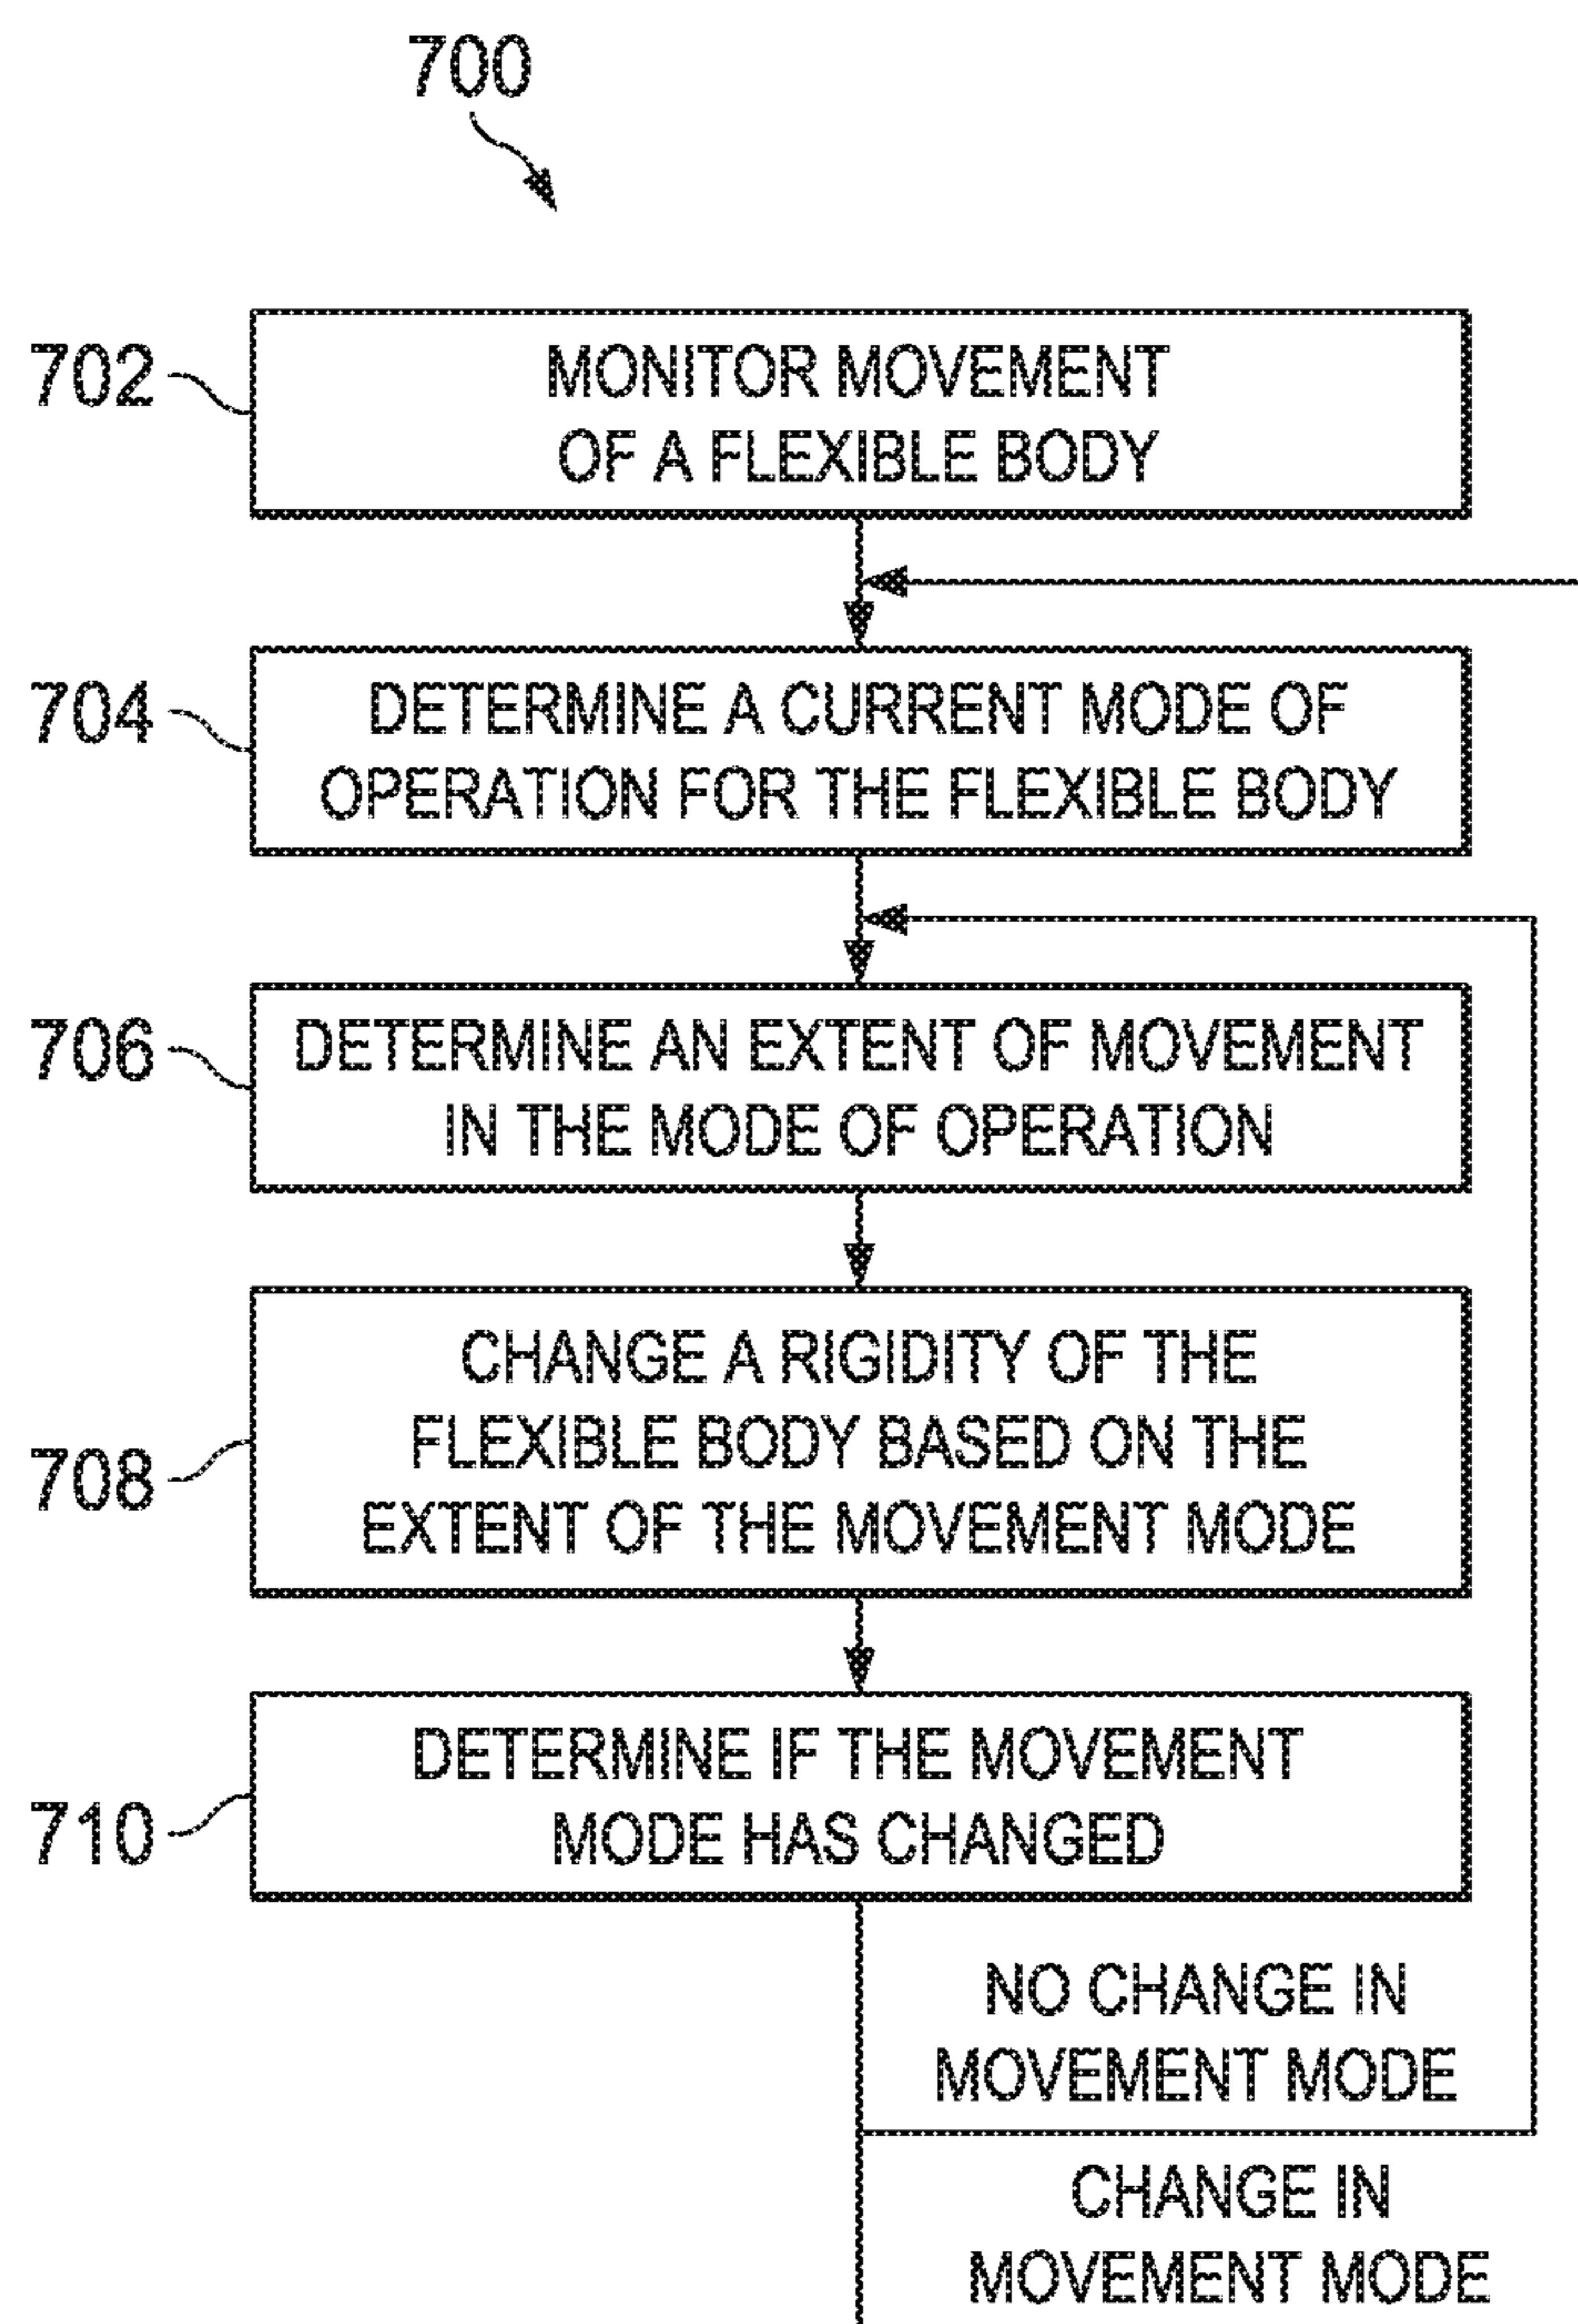 700
702
MONITOR MOVEMENT
OF A FLEXIBLE BODY
704
DETERMINE A CURRENT MODE OF
OPERATION FOR THE FLEXIBLE BODY
706
DETERMINE AN EXTENT OF MOVEMENT
IN THE MODE OF OPERATION
708
CHANGE A RIGIDITY OF THE
FLEXIBLE BODY BASED ON THE
EXTENT OF THE MOVEMENT MODE
710
DETERMINE IF THE MOVEMENT
MODE HAS CHANGED
NO CHANGE IN
MOVEMENT MODE
CHANGE IN
MOVEMENT MODE